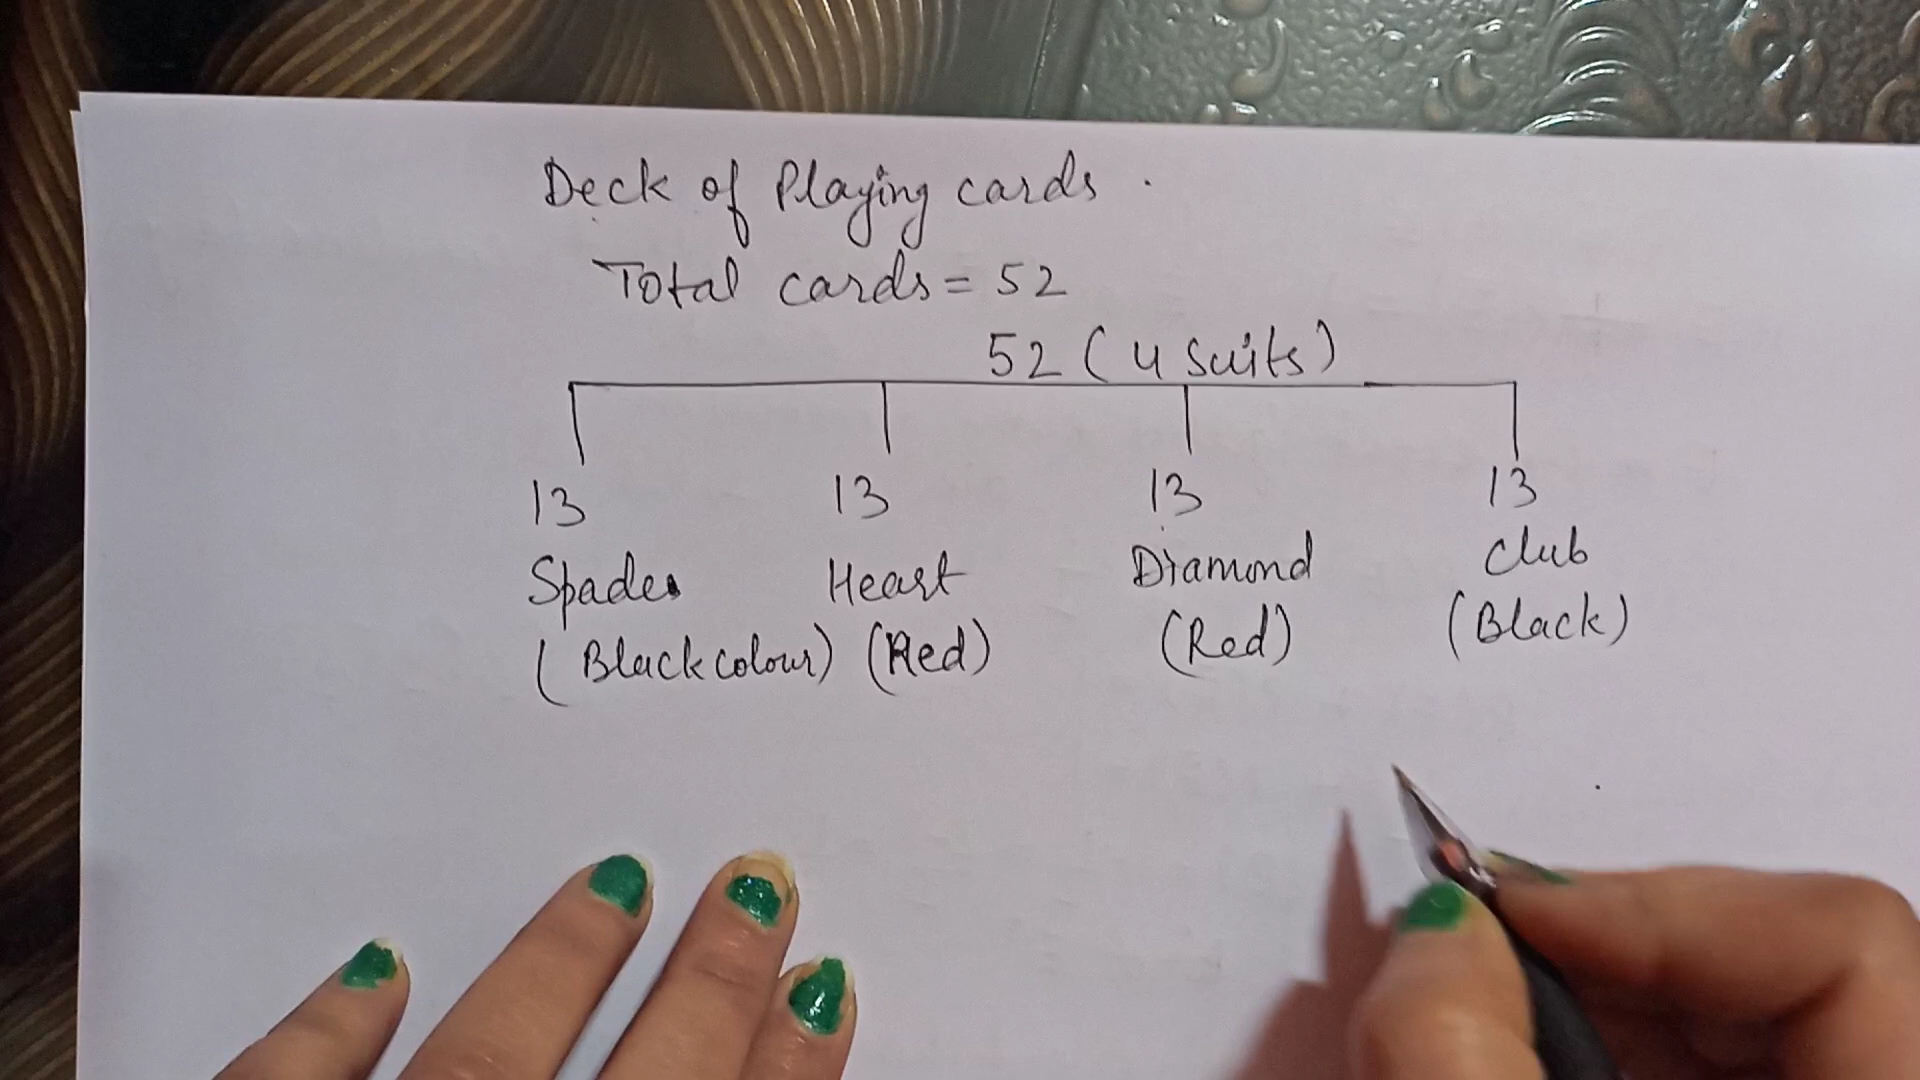 Deck of Playing cards .
Total cards = 52
52 ( 4 Suits )
13 13 13 13
Spades Heart Diamond Club
( Black colour) (Red) (Red) (Black)